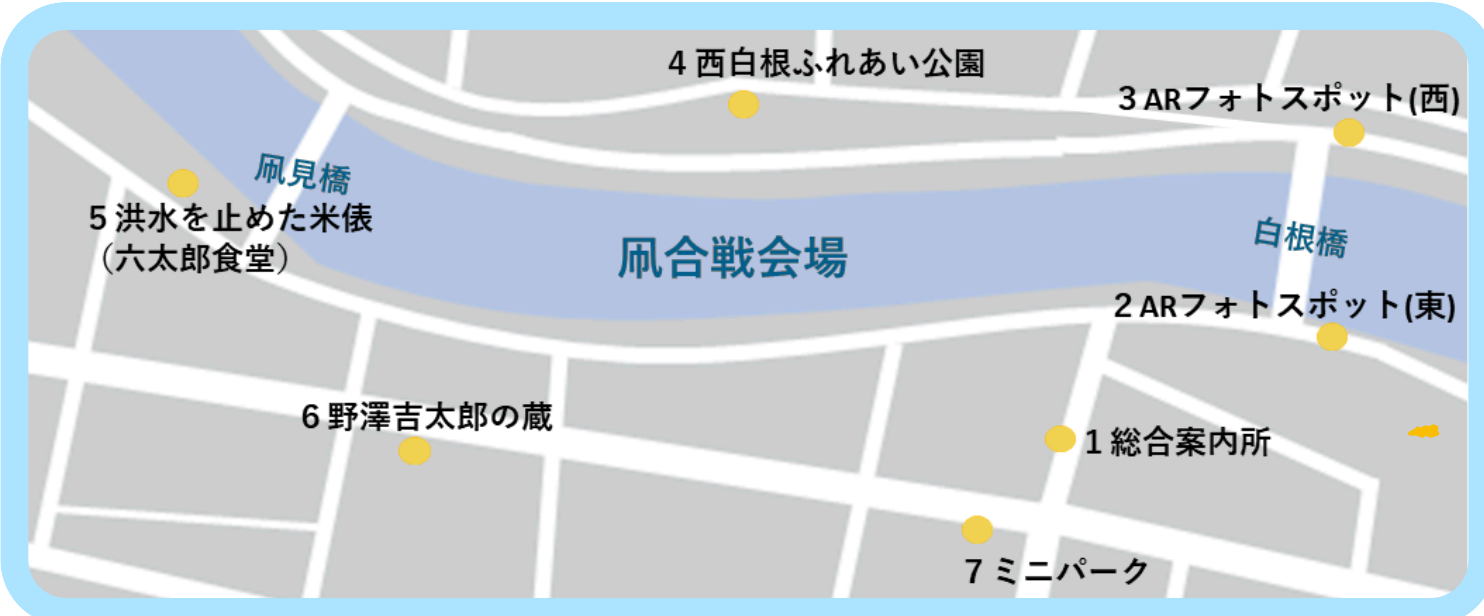 4 西白根ふれあい公園
3 ARフォトスポット(西)
凧見橋
5 洪水を止めた米俵
（六太郎食堂）
凧合戦会場
白根橋
2 ARフォトスポット(東)
6 野澤吉太郎の蔵
1 総合案内所
7 ミニパーク